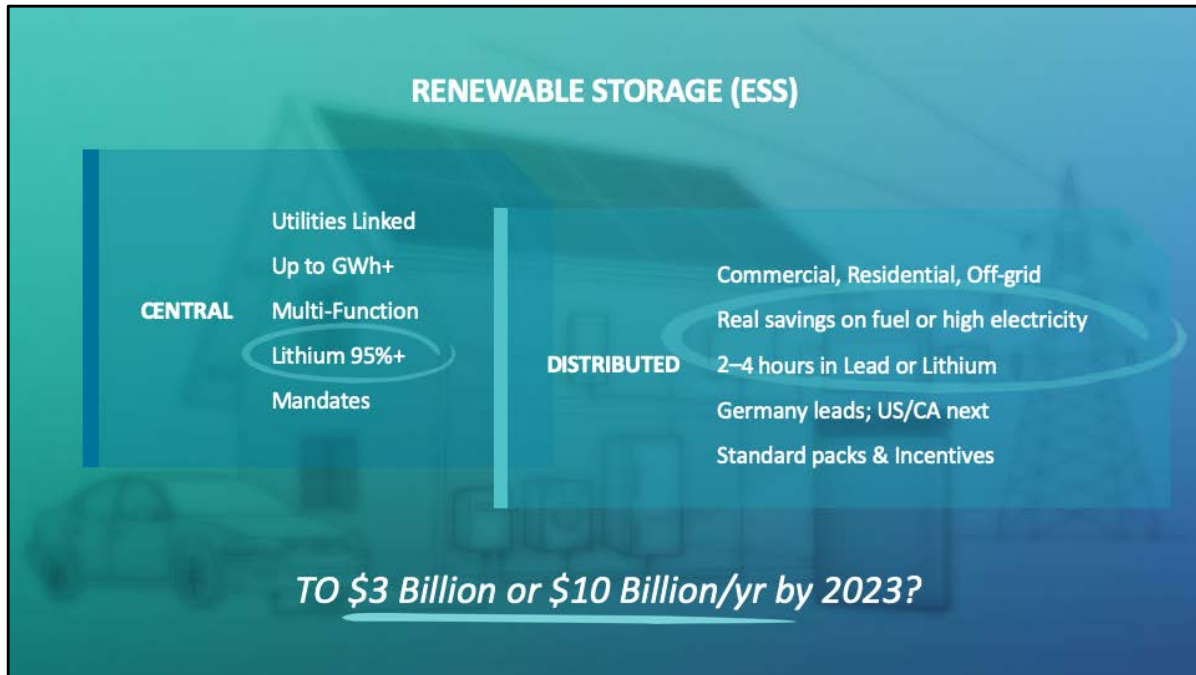 RENEWABLE STORAGE (ESS)
CENTRAL
Utilities Linked
Up to GWh+
Multi-Function
Lithium 95%+
Mandates
DISTRIBUTED
Commercial, Residential, Off-grid
Real savings on fuel or high electricity
2–4 hours in Lead or Lithium
Germany leads; US/CA next
Standard packs & Incentives
TO $3 Billion or $10 Billion/yr by 2023?